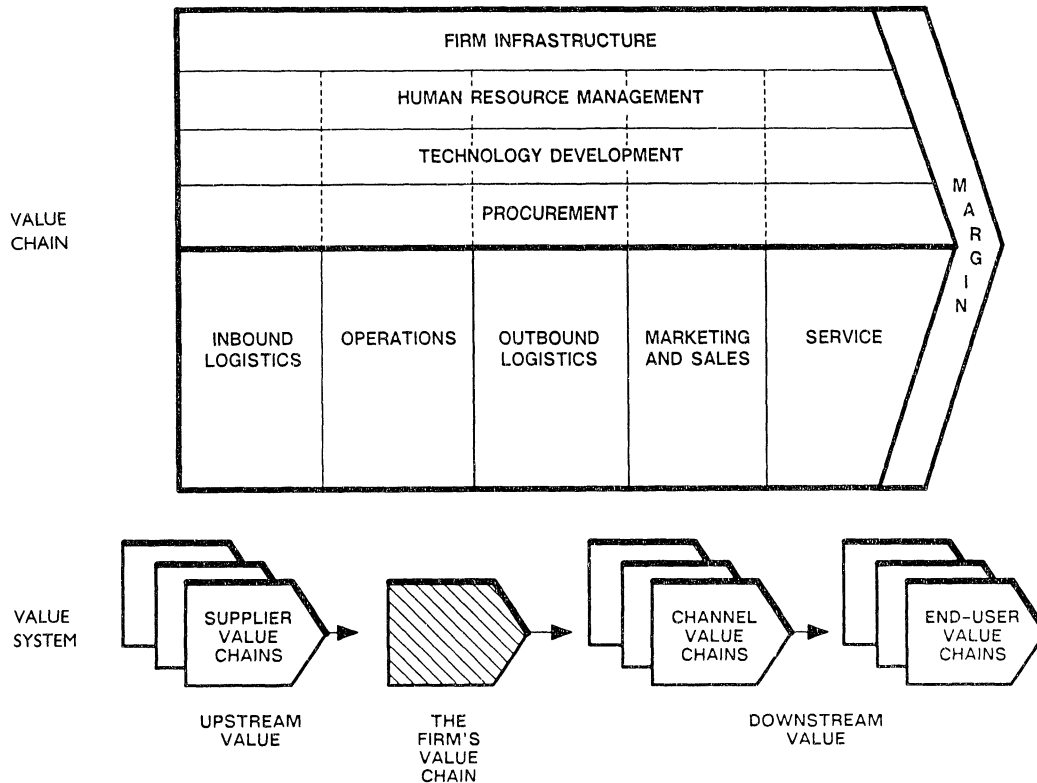 FIRM INFRASTRUCTURE
HUMAN RESOURCE MANAGEMENT
TECHNOLOGY DEVELOPMENT
PROCUREMENT
VALUE
CHAIN
MARGIN
INBOUND
LOGISTICS
OPERATIONS
OUTBOUND
LOGISTICS
MARKETING
AND SALES
SERVICE
VALUE
SYSTEM
SUPPLIER
VALUE
CHAINS
CHANNEL
VALUE
CHAINS
END-USER
VALUE
CHAINS
UPSTREAM
VALUE
THE
FIRM'S
VALUE
CHAIN
DOWNSTREAM
VALUE